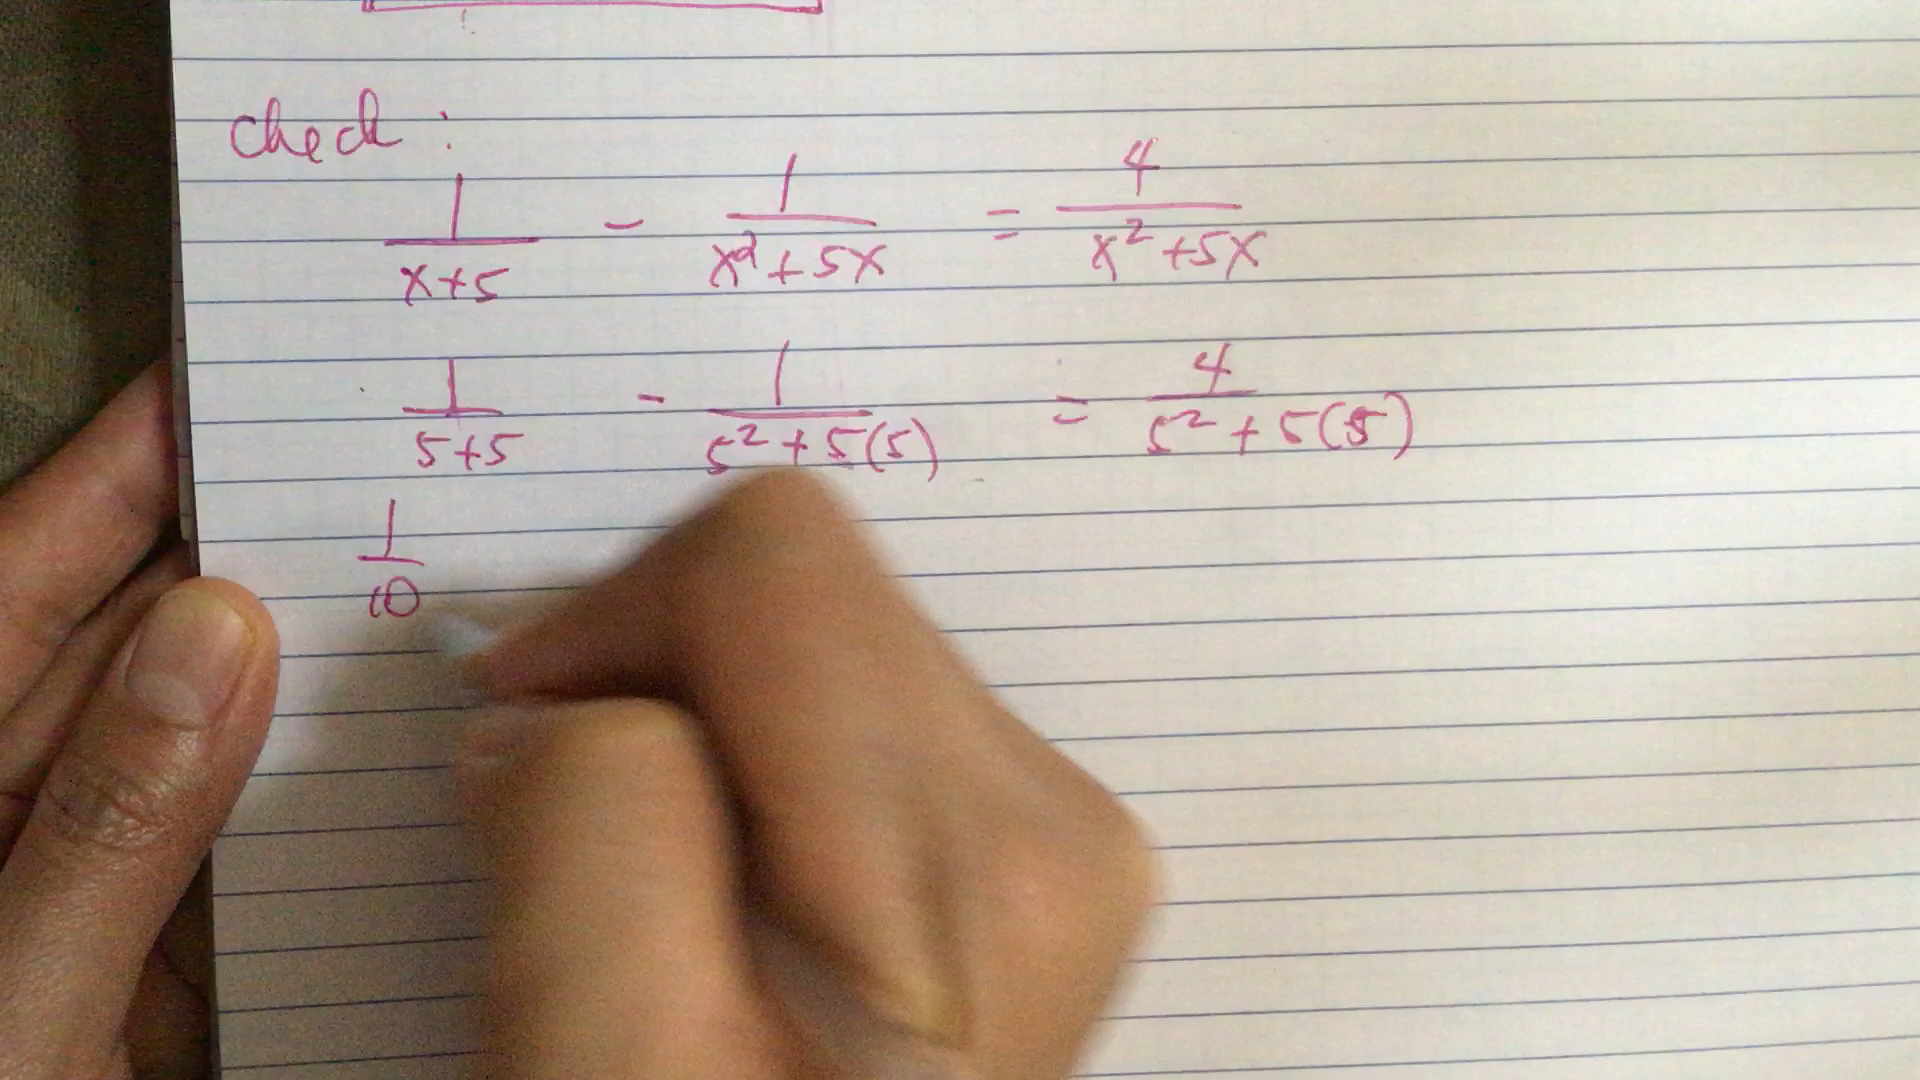 Check :
1/(x+5) - 1/(x²+5x) = 4/(x²+5x)
1/(5+5) - 1/(5²+5(5)) = 4/(5²+5(5))
1/10